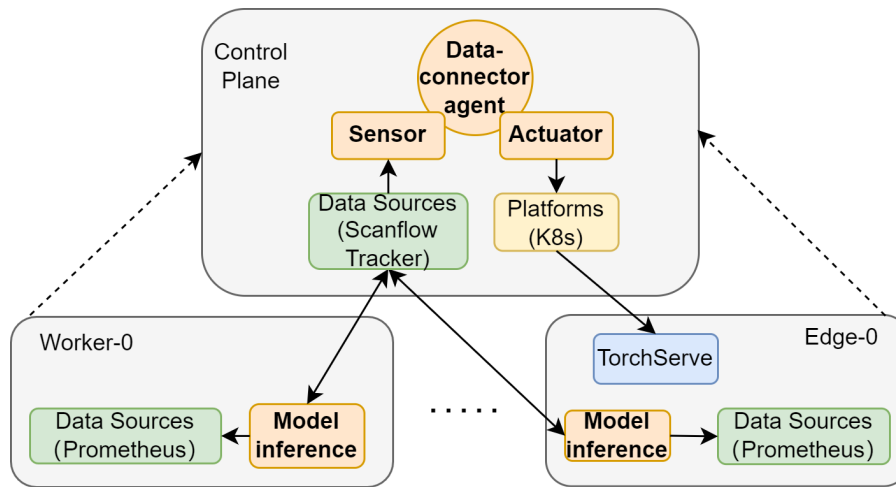 Control
Plane
Data-
connector
agent
Sensor
Actuator
Data Sources
(Scanflow
Tracker)
Platforms
(K8s)
Worker-0
Edge-0
TorchServe
Data Sources
(Prometheus)
Model
inference
.....
Model
inference
Data Sources
(Prometheus)